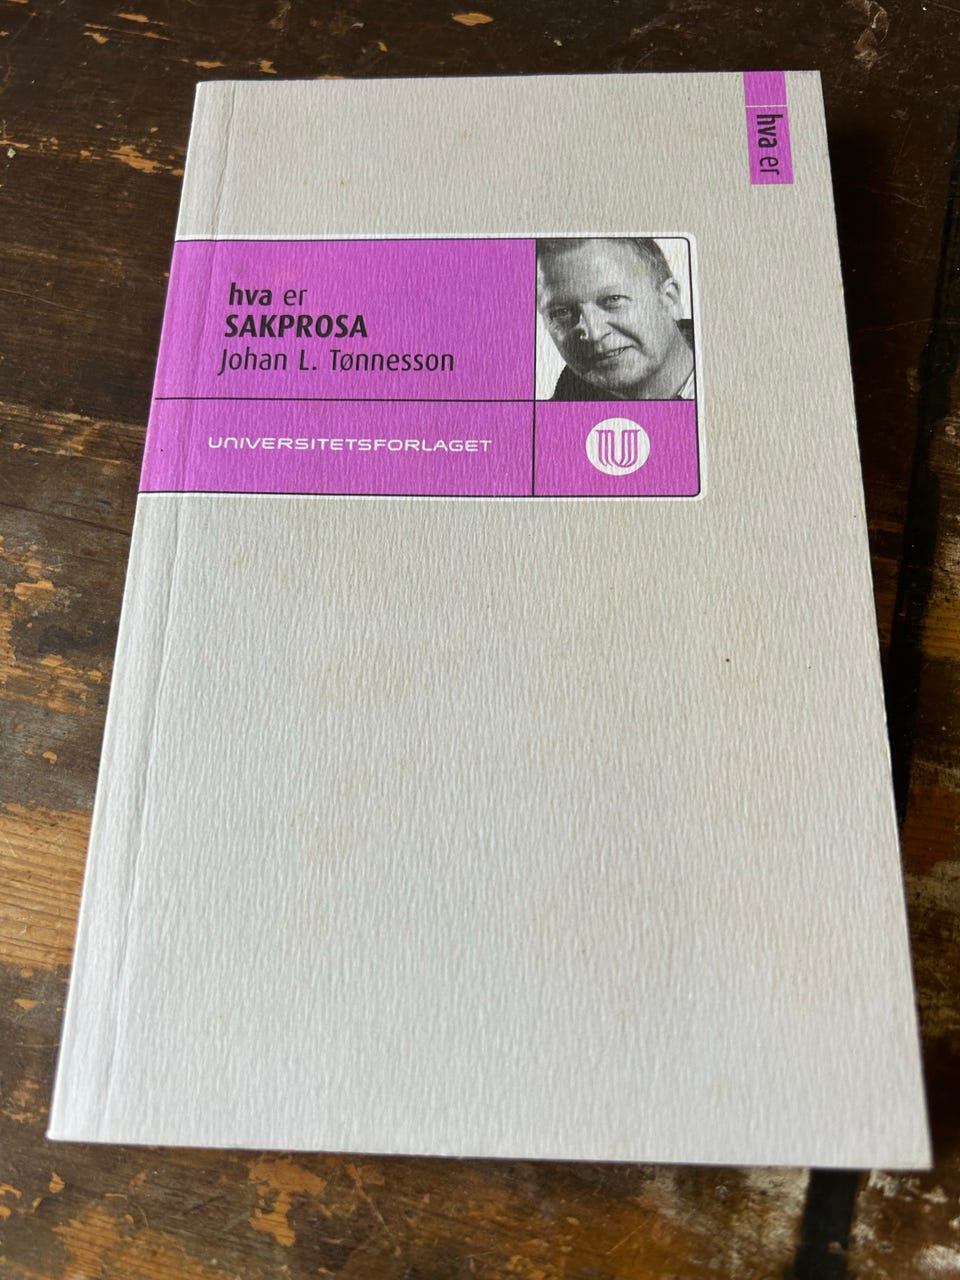 hva er
hva er
SAKPROSA
Johan L. Tønnesson
UNIVERSITETSFORLAGET
U